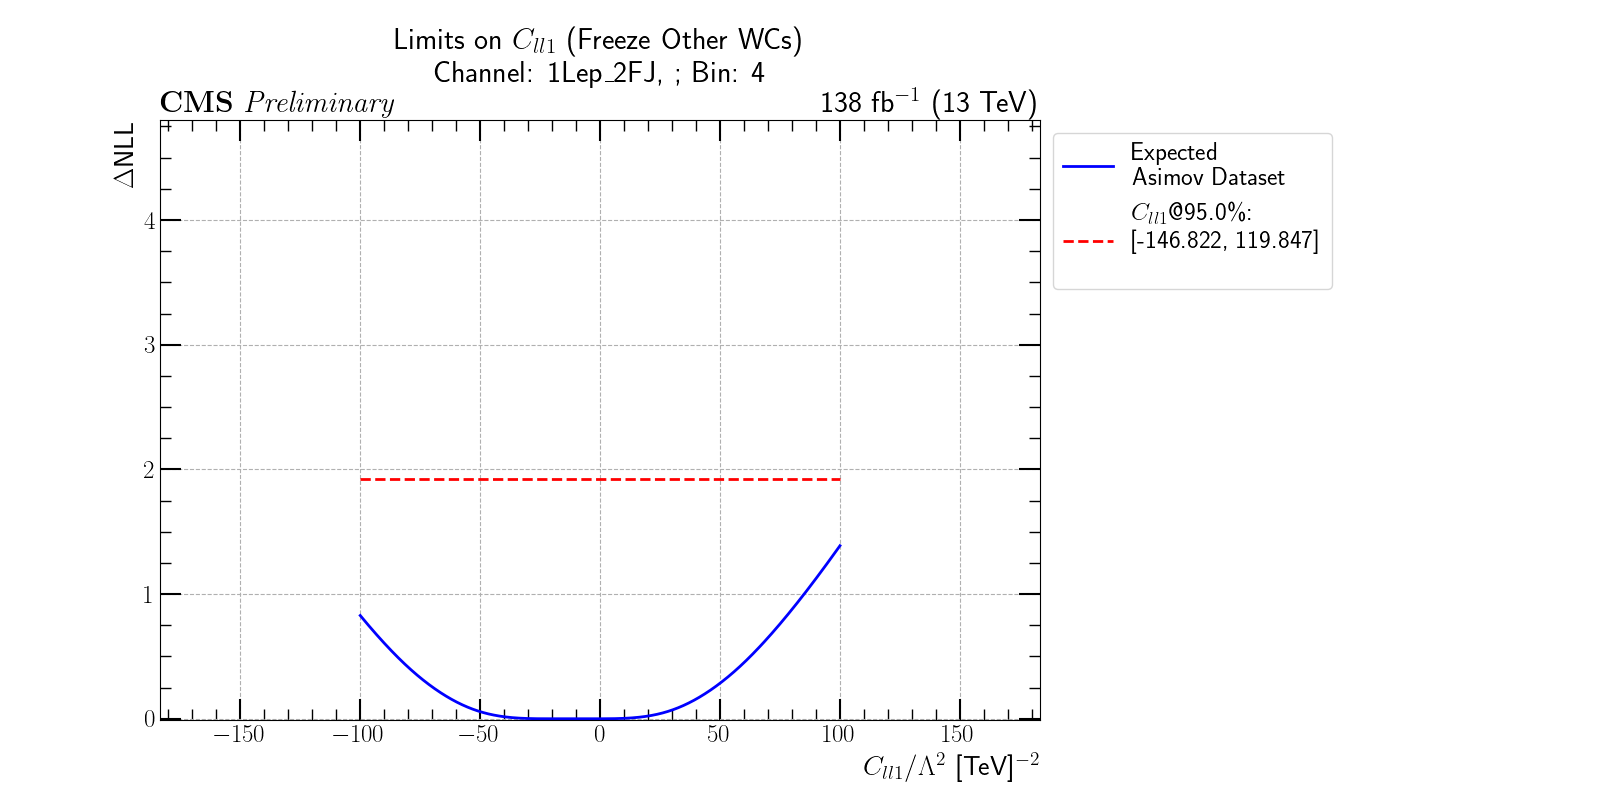 Limits on C_{ll1} (Freeze Other WCs)
Channel: 1Lep_2FJ, ; Bin: 4
CMS Preliminary
138 fb⁻¹ (13 TeV)
ΔNLL
4
3
2
1
0
−150
−100
−50
0
50
100
150
C_{ll1}/Λ² [TeV]⁻²
Expected
Asimov Dataset
C_{ll1}@95.0%:
[-146.822, 119.847]